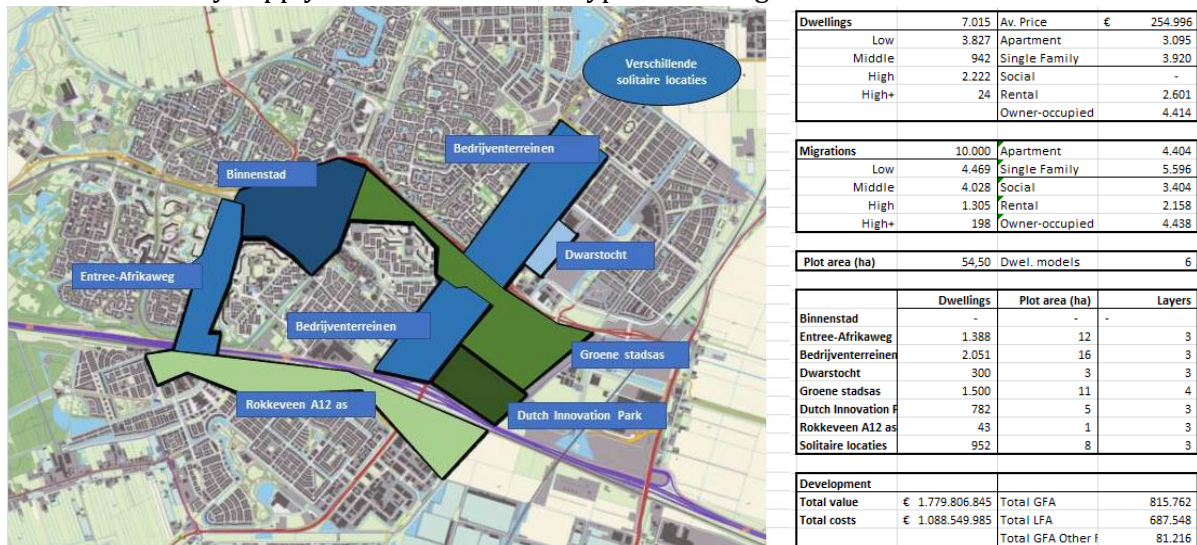 Verschillende
solitaire locaties
Bedrijventerreinen
Binnenstad
Dwarstocht
Entree-Afrikaweg
Bedrijventerreinen
Groene stadsas
Rokkeveen A12 as
Dutch Innovation Park
Dwellings 7.015 Av. Price € 254.996
Low 3.827 Apartment 3.095
Middle 942 Single Family 3.920
High 2.222 Social -
High+ 24 Rental 2.601
Owner-occupied 4.414
Migrations 10.000 Apartment 4.404
Low 4.469 Single Family 5.596
Middle 4.028 Social 3.404
High 1.305 Rental 2.158
High+ 198 Owner-occupied 4.438
Plot area (ha) 54,50 Dwel. models 6
Dwellings Plot area (ha) Layers
Binnenstad - - -
Entree-Afrikaweg 1.388 12 3
Bedrijventerreinen 2.051 16 3
Dwarstocht 300 3 3
Groene stadsas 1.500 11 4
Dutch Innovation P 782 5 3
Rokkeveen A12 as 43 1 3
Solitaire locaties 952 8 3
Development
Total value € 1.779.806.845 Total GFA 815.762
Total costs € 1.088.549.985 Total LFA 687.548
Total GFA Other F 81.216